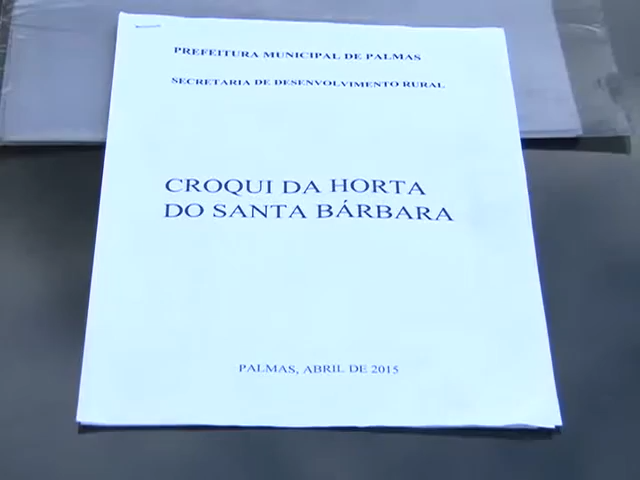 PREFEITURA MUNICIPAL DE PALMAS
SECRETARIA DE DESENVOLVIMENTO RURAL
CROQUI DA HORTA
DO SANTA BÁRBARA
PALMAS, ABRIL DE 2015